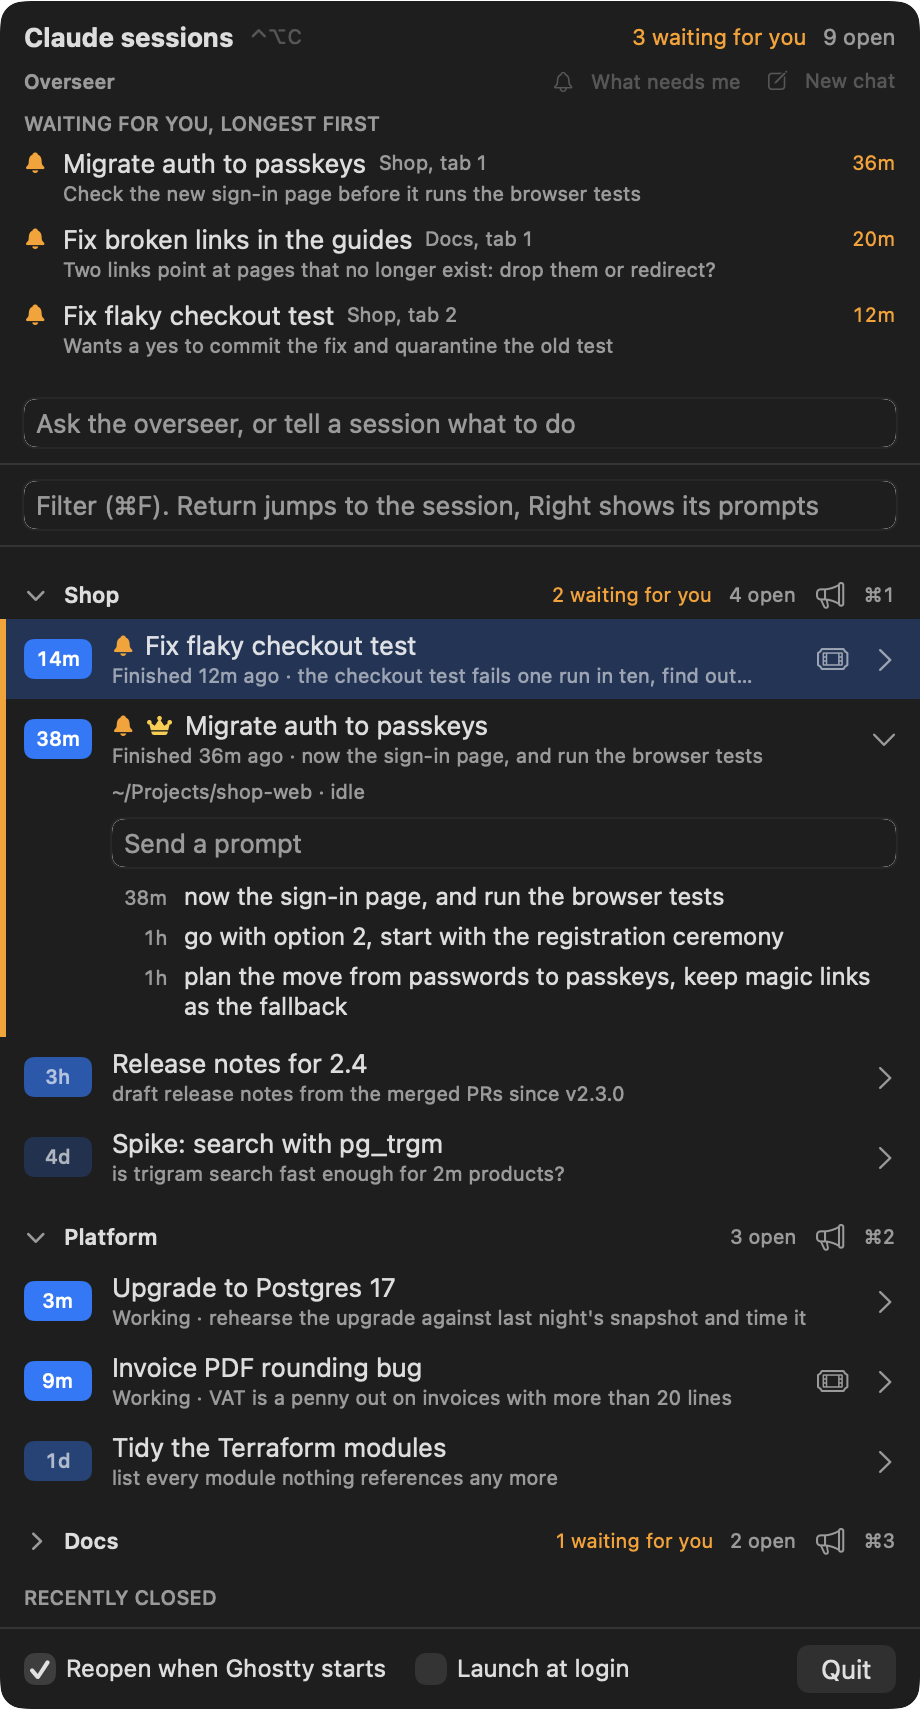 Claude sessions ^⌥C 3 waiting for you 9 open
Overseer What needs me New chat
WAITING FOR YOU, LONGEST FIRST
Migrate auth to passkeys Shop, tab 1 36m
Check the new sign-in page before it runs the browser tests
Fix broken links in the guides Docs, tab 1 20m
Two links point at pages that no longer exist: drop them or redirect?
Fix flaky checkout test Shop, tab 2 12m
Wants a yes to commit the fix and quarantine the old test
Ask the overseer, or tell a session what to do
Filter (⌘F). Return jumps to the session, Right shows its prompts
Shop 2 waiting for you 4 open ⌘1
14m Fix flaky checkout test
Finished 12m ago · the checkout test fails one run in ten, find out...
38m Migrate auth to passkeys
Finished 36m ago · now the sign-in page, and run the browser tests
~/Projects/shop-web · idle
Send a prompt
38m now the sign-in page, and run the browser tests
1h go with option 2, start with the registration ceremony
1h plan the move from passwords to passkeys, keep magic links
as the fallback
3h Release notes for 2.4
draft release notes from the merged PRs since v2.3.0
4d Spike: search with pg_trgm
is trigram search fast enough for 2m products?
Platform 3 open ⌘2
3m Upgrade to Postgres 17
Working · rehearse the upgrade against last night's snapshot and time it
9m Invoice PDF rounding bug
Working · VAT is a penny out on invoices with more than 20 lines
1d Tidy the Terraform modules
list every module nothing references any more
Docs 1 waiting for you 2 open ⌘3
RECENTLY CLOSED
Reopen when Ghostty starts Launch at login Quit